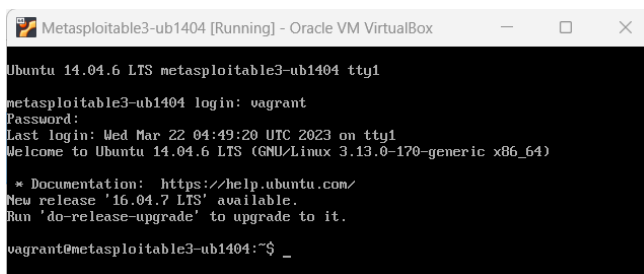 Metasploitable3-ub1404 [Running] - Oracle VM VirtualBox
Ubuntu 14.04.6 LTS metasploitable3-ub1404 tty1
metasploitable3-ub1404 login: vagrant
Password:
Last login: Wed Mar 22 04:49:20 UTC 2023 on tty1
Welcome to Ubuntu 14.04.6 LTS (GNU/Linux 3.13.0-170-generic x86_64)
* Documentation:  https://help.ubuntu.com/
New release '16.04.7 LTS' available.
Run 'do-release-upgrade' to upgrade to it.
vagrant@metasploitable3-ub1404:~$ _